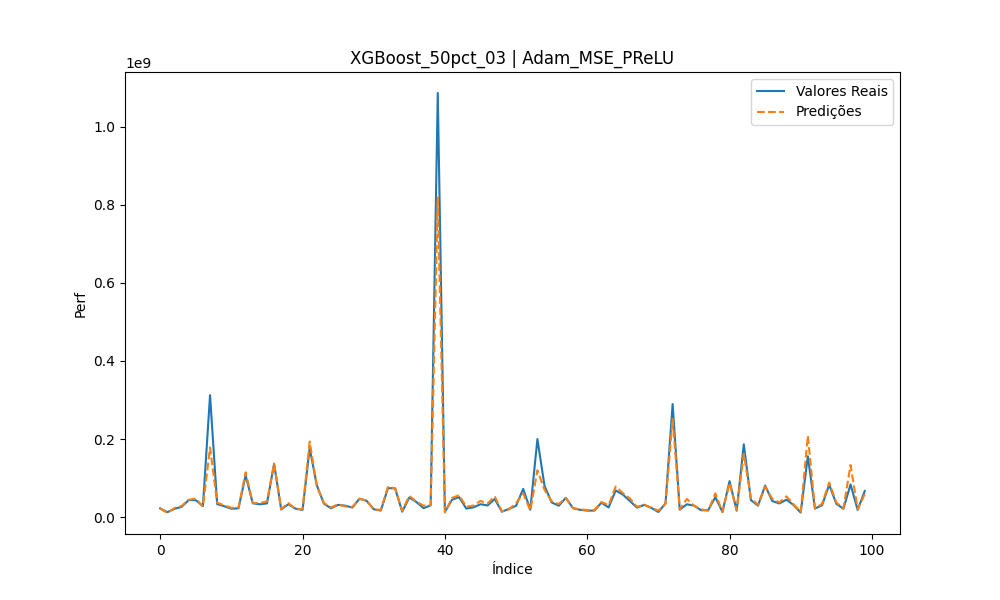 XGBoost_50pct_03 | Adam_MSE_PReLU
1e9
Valores Reais
Predições
1.0
0.8
0.6
0.4
0.2
0.0
Perf
0 20 40 60 80 100
Índice